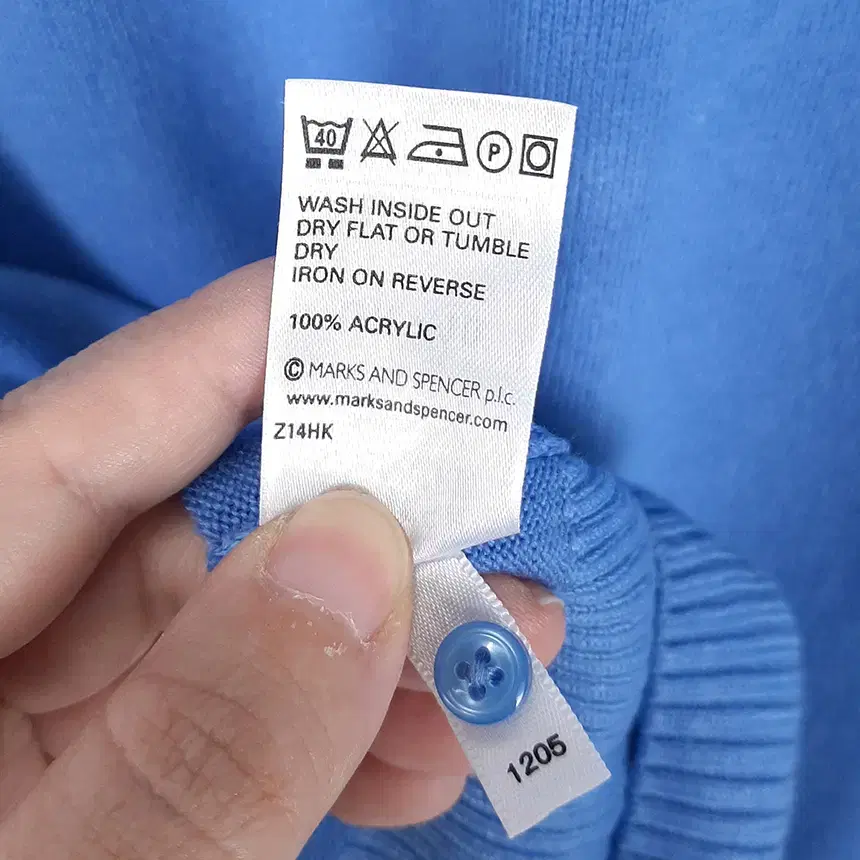 40 P
WASH INSIDE OUT
DRY FLAT OR TUMBLE
DRY
IRON ON REVERSE
100% ACRYLIC
© MARKS AND SPENCER p.l.c.
www.marksandspencer.com
Z14HK
1205